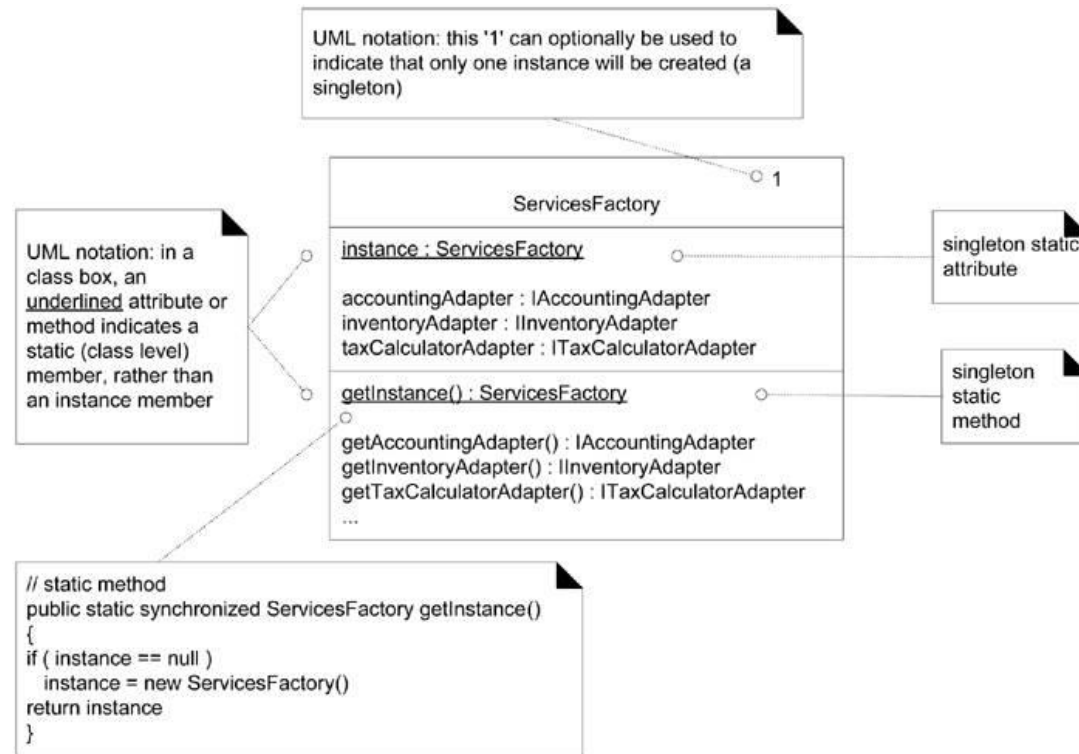 UML notation: this '1' can optionally be used to
indicate that only one instance will be created (a
singleton)
1
ServicesFactory
UML notation: in a
class box, an
underlined attribute or
method indicates a
static (class level)
member, rather than
an instance member
instance : ServicesFactory
accountingAdapter : IAccountingAdapter
inventoryAdapter : IInventoryAdapter
taxCalculatorAdapter : ITaxCalculatorAdapter
singleton static
attribute
getInstance() : ServicesFactory
getAccountingAdapter() : IAccountingAdapter
getInventoryAdapter() : IInventoryAdapter
getTaxCalculatorAdapter() : ITaxCalculatorAdapter
...
singleton
static
method
// static method
public static synchronized ServicesFactory getInstance()
{
if ( instance == null )
instance = new ServicesFactory()
return instance
}